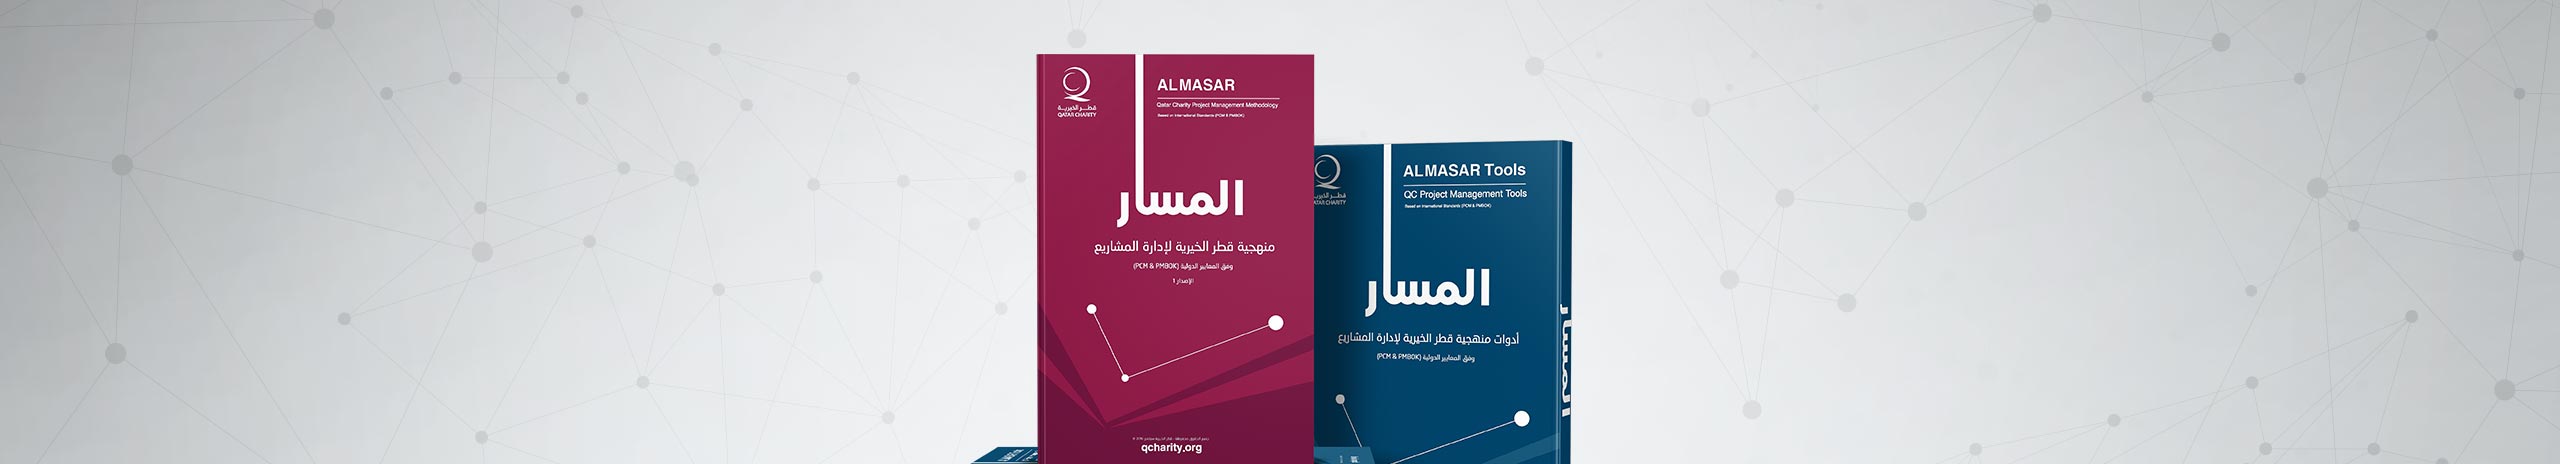 قطر الخيرية
QATAR CHARITY
ALMASAR
Qatar Charity Project Management Methodology
Based on International Standards (PCM & PMBOK)
المسار
منهجية قطر الخيرية لإدارة المشاريع
وفق المعايير الدولية (PCM & PMBOK)
الإصدار 1
qcharity.org
قطر الخيرية
QATAR CHARITY
ALMASAR Tools
QC Project Management Tools
Based on International Standards (PCM & PMBOK)
المسار
أدوات منهجية قطر الخيرية لإدارة المشاريع
وفق المعايير الدولية (PCM & PMBOK)
المسار